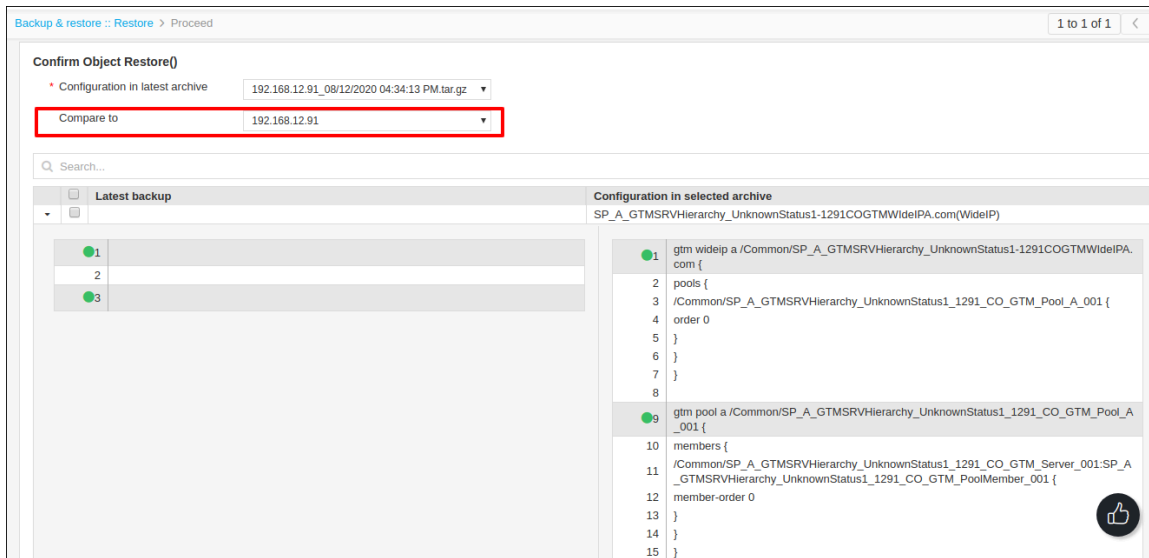 Backup & restore :: Restore > Proceed
1 to 1 of 1 <
Confirm Object Restore()
* Configuration in latest archive
192.168.12.91_08/12/2020 04:34:13 PM.tar.gz
Compare to
192.168.12.91
Search...
Latest backup
Configuration in selected archive
SP_A_GTMSRVHierarchy_UnknownStatus1-1291COGTMWIdeIPA.com(WideIP)
1
2
3
1 gtm wideip a /Common/SP_A_GTMSRVHierarchy_UnknownStatus1-1291COGTMWIdeIPA.
com {
2 pools {
3 /Common/SP_A_GTMSRVHierarchy_UnknownStatus1_1291_CO_GTM_Pool_A_001 {
4 order 0
5 }
6 }
7 }
8
9 gtm pool a /Common/SP_A_GTMSRVHierarchy_UnknownStatus1_1291_CO_GTM_Pool_A
_001 {
10 members {
11 /Common/SP_A_GTMSRVHierarchy_UnknownStatus1_1291_CO_GTM_Server_001:SP_A
_GTMSRVHierarchy_UnknownStatus1_1291_CO_GTM_PoolMember_001 {
12 member-order 0
13 }
14 }
15 }